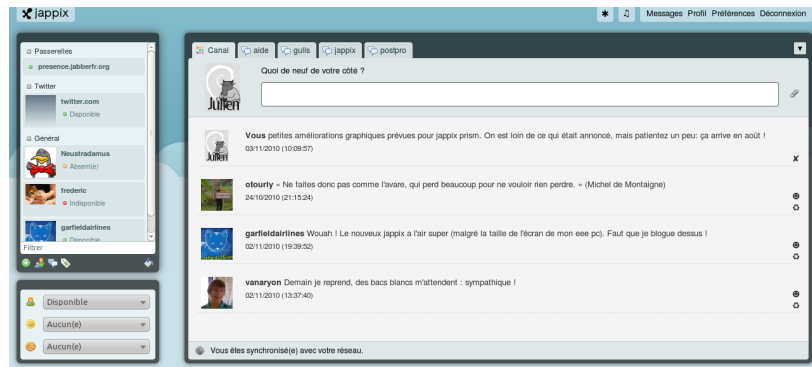 jappix
Messages Profil Préférences Déconnexion
Passerelles
presence.jabberfr.org
Twitter
twitter.com
Disponible
Général
Neustradamus
Absent(e)
frederic
Indisponible
garfieldairlines
Disponible
Filtrer
Disponible
Aucun(e)
Aucun(e)
Canal aide gulls jappix postpro
Quoi de neuf de votre côté ?
Julien
Julien
Vous petites améliorations graphiques prévues pour jappix prism. On est loin de ce qui était annoncé, mais patientez un peu: ça arrive en août !
03/11/2010 (10:09:57)
otourly « Ne faites donc pas comme l'avare, qui perd beaucoup pour ne vouloir rien perdre. » (Michel de Montaigne)
24/10/2010 (21:15:24)
garfieldairlines Wouah ! Le nouveux jappix a l'air super (malgré la taille de l'écran de mon eee pc). Faut que je blogue dessus !
02/11/2010 (19:39:52)
vanaryon Demain je reprend, des bacs blancs m'attendent : sympathique !
02/11/2010 (13:37:40)
Vous êtes synchronisé(e) avec votre réseau.